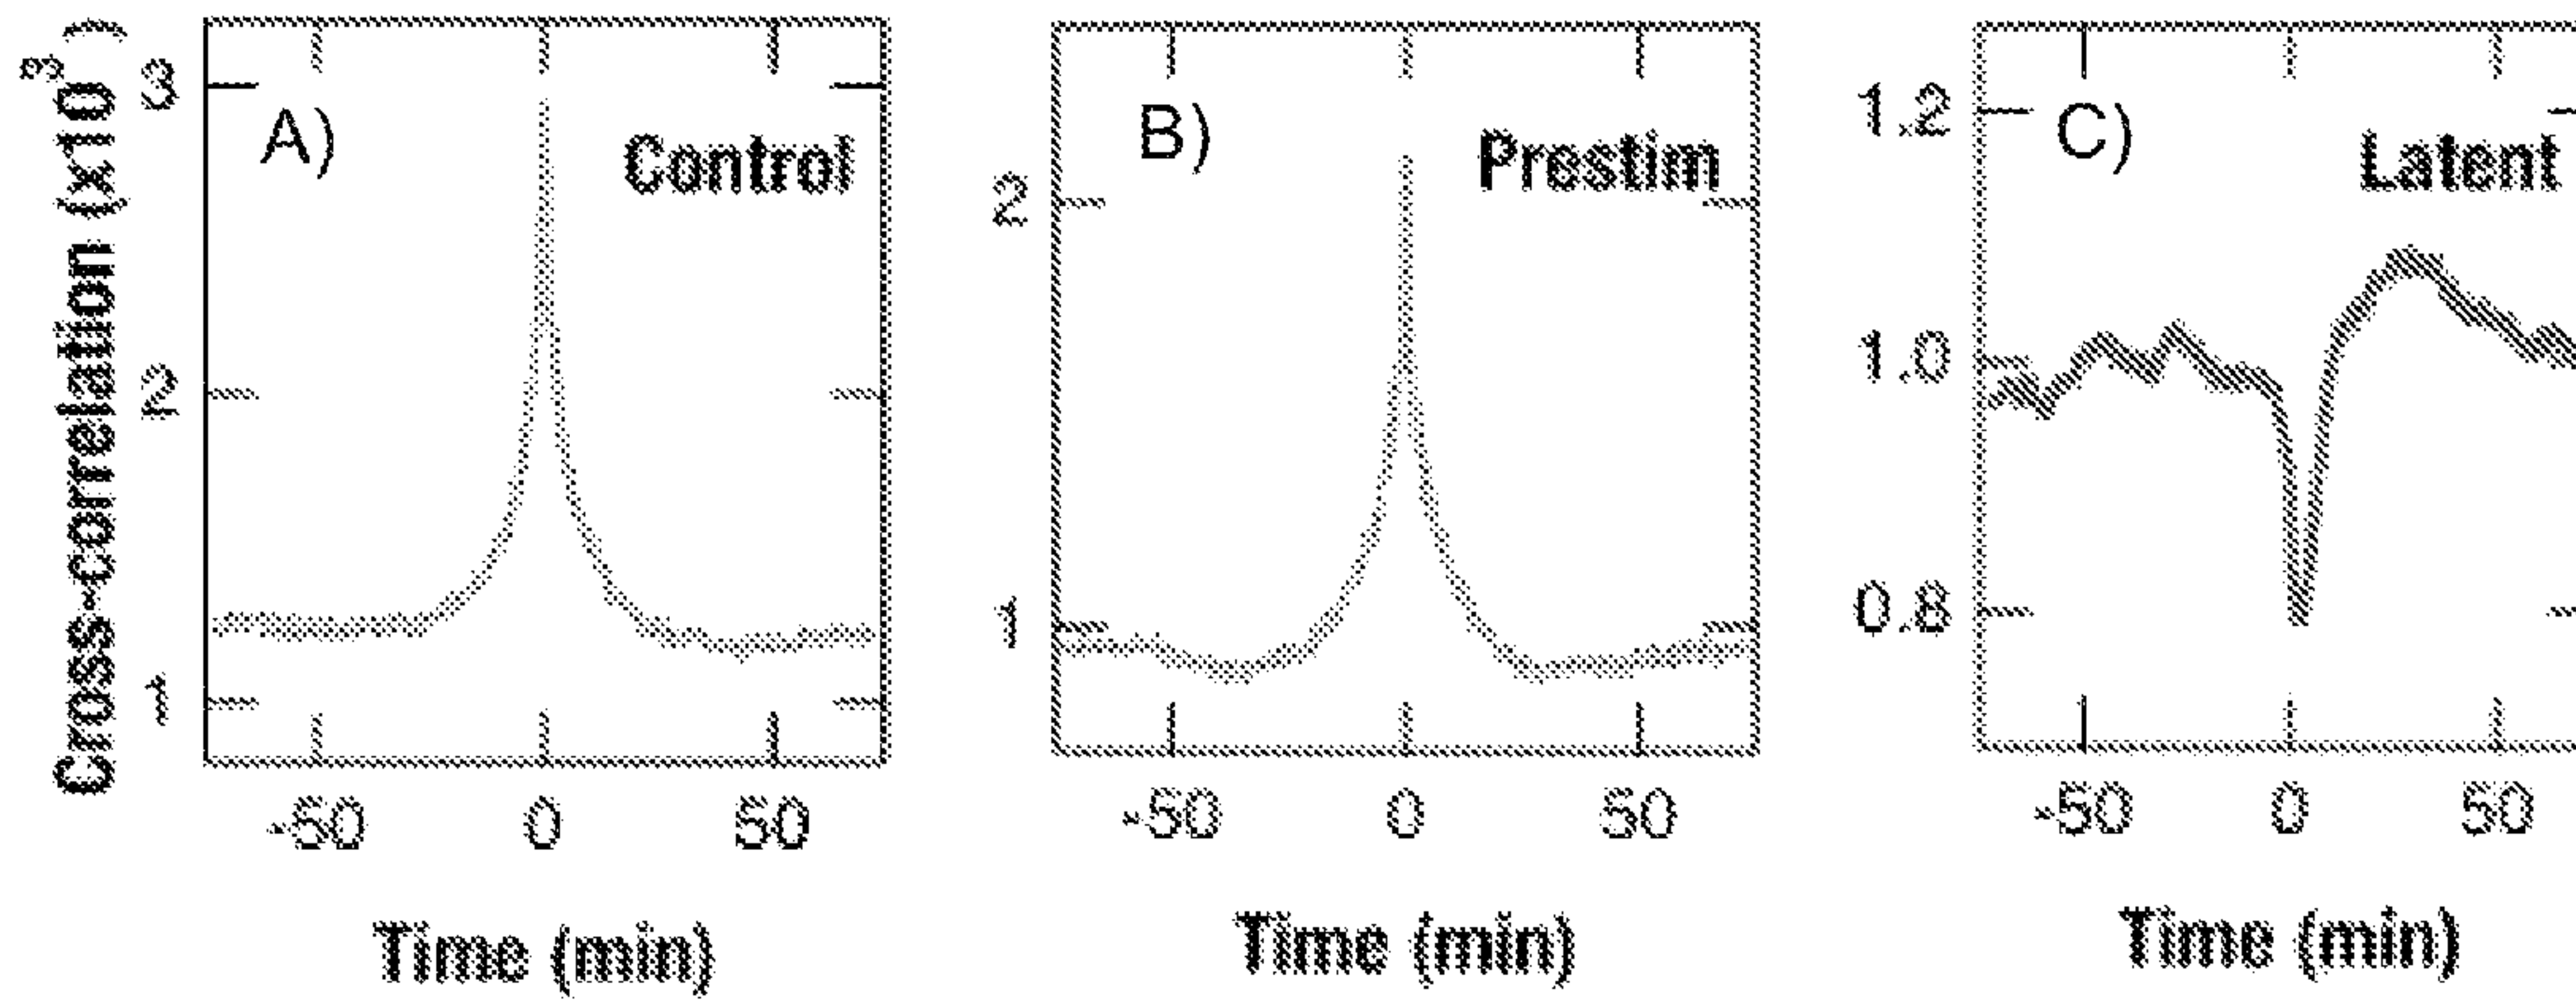 Cross-correlation (x10³)
A)
Control
3
2
1
-50 0 50
Time (min)
B)
Prestim
2
1
-50 0 50
Time (min)
C)
Latent
1.2
1.0
0.8
-50 0 50
Time (min)